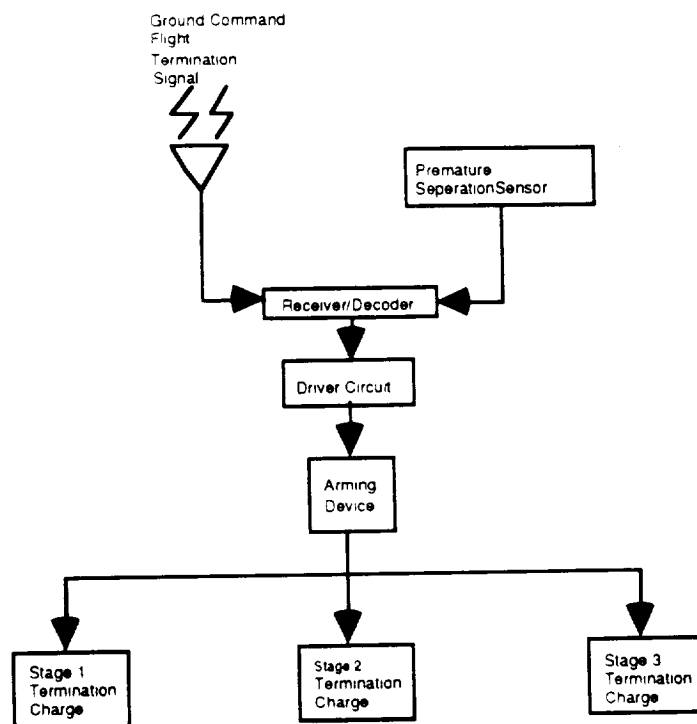 Ground Command
Flight
Termination
Signal
Premature
SeperationSensor
Receiver/Decoder
Driver Circuit
Arming
Device
Stage 1
Termination
Charge
Stage 2
Termination
Charge
Stage 3
Termination
Charge